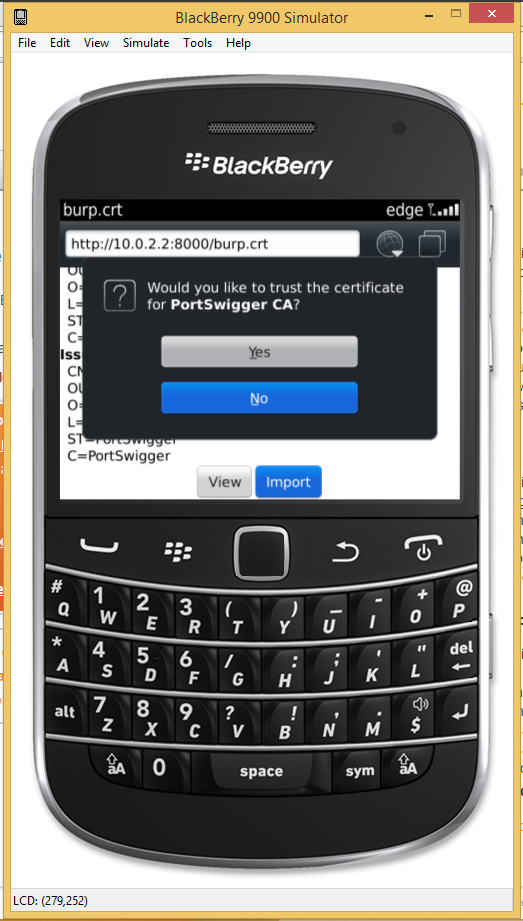 BlackBerry 9900 Simulator
File Edit View Simulate Tools Help
BlackBerry
burp.crt edge
http://10.0.2.2:8000/burp.crt
O=
L=
ST
C=
Iss
CN
OU
O=
L=
ST=PortSwigger
C=PortSwigger
Would you like to trust the certificate
for PortSwigger CA?
Yes
No
View Import
# 1 2 3 ( ) _ - + @
Q W E R T Y U I O P
* 4 5 6 / : ; ' " del
A S D F G H J K L
alt 7 8 9 ? ! , . $
Z X C V B N M
aA 0 space sym aA
LCD: (279,252)